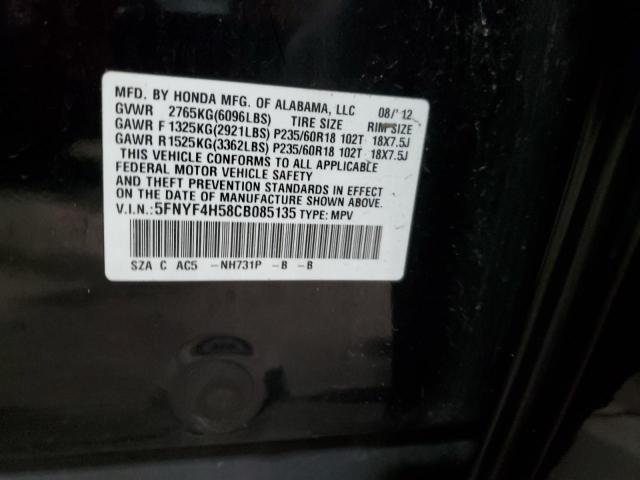 MFD. BY HONDA MFG. OF ALABAMA, LLC 08/'12
GVWR 2765KG(6096LBS) TIRE SIZE RIM SIZE
GAWR F 1325KG(2921LBS) P235/60R18 102T 18X7.5J
GAWR R 1525KG(3362LBS) P235/60R18 102T 18X7.5J
THIS VEHICLE CONFORMS TO ALL APPLICABLE
FEDERAL MOTOR VEHICLE SAFETY
AND THEFT PREVENTION STANDARDS IN EFFECT
ON THE DATE OF MANUFACTURE SHOWN ABOVE.
V.I.N.:5FNYF4H58CB085135 TYPE: MPV
SZA C AC5 -NH731P -B -B